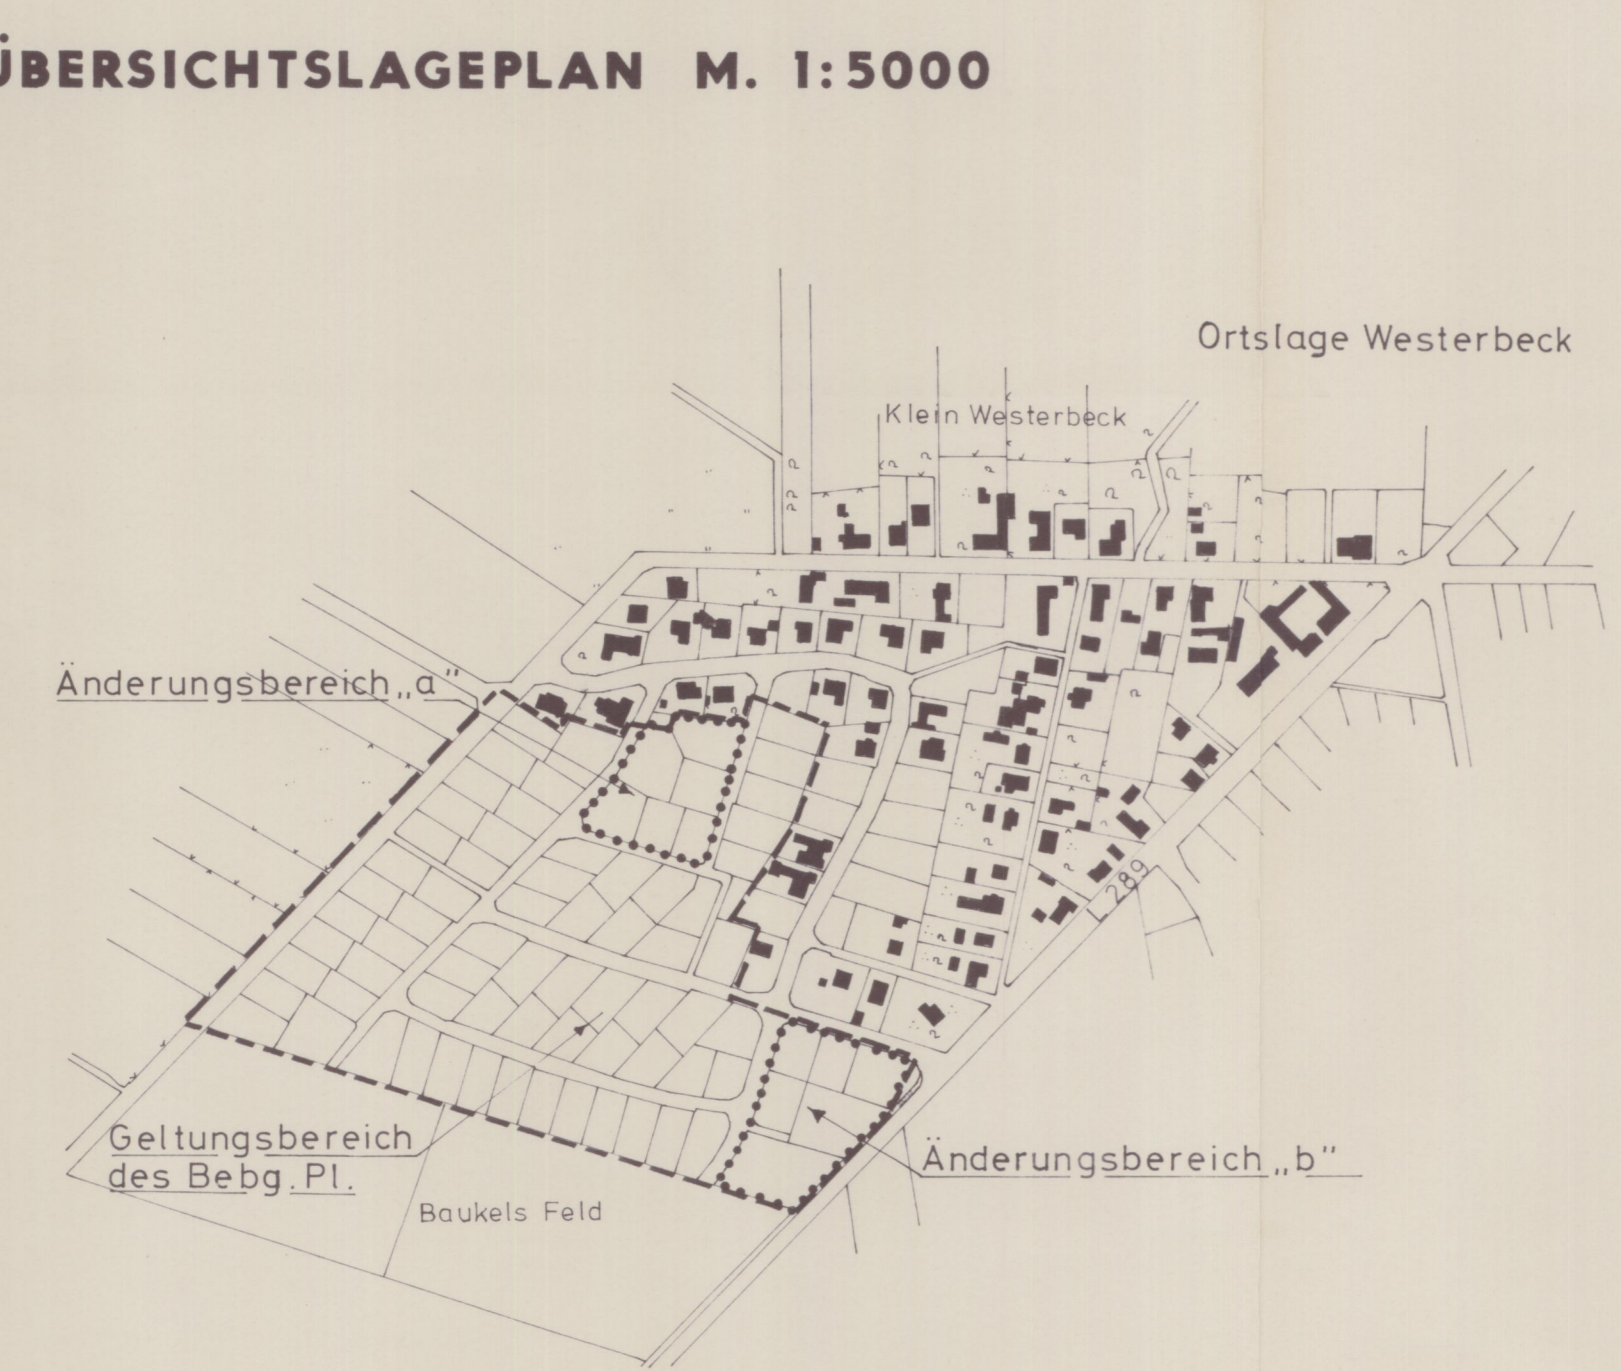 ÜBERSICHTSLAGEPLAN M. 1:5000
Ortslage Westerbeck
Klein Westerbeck
Änderungsbereich „a"
L 289
Geltungsbereich
des Bebg. Pl.
Änderungsbereich „b"
Baukels Feld